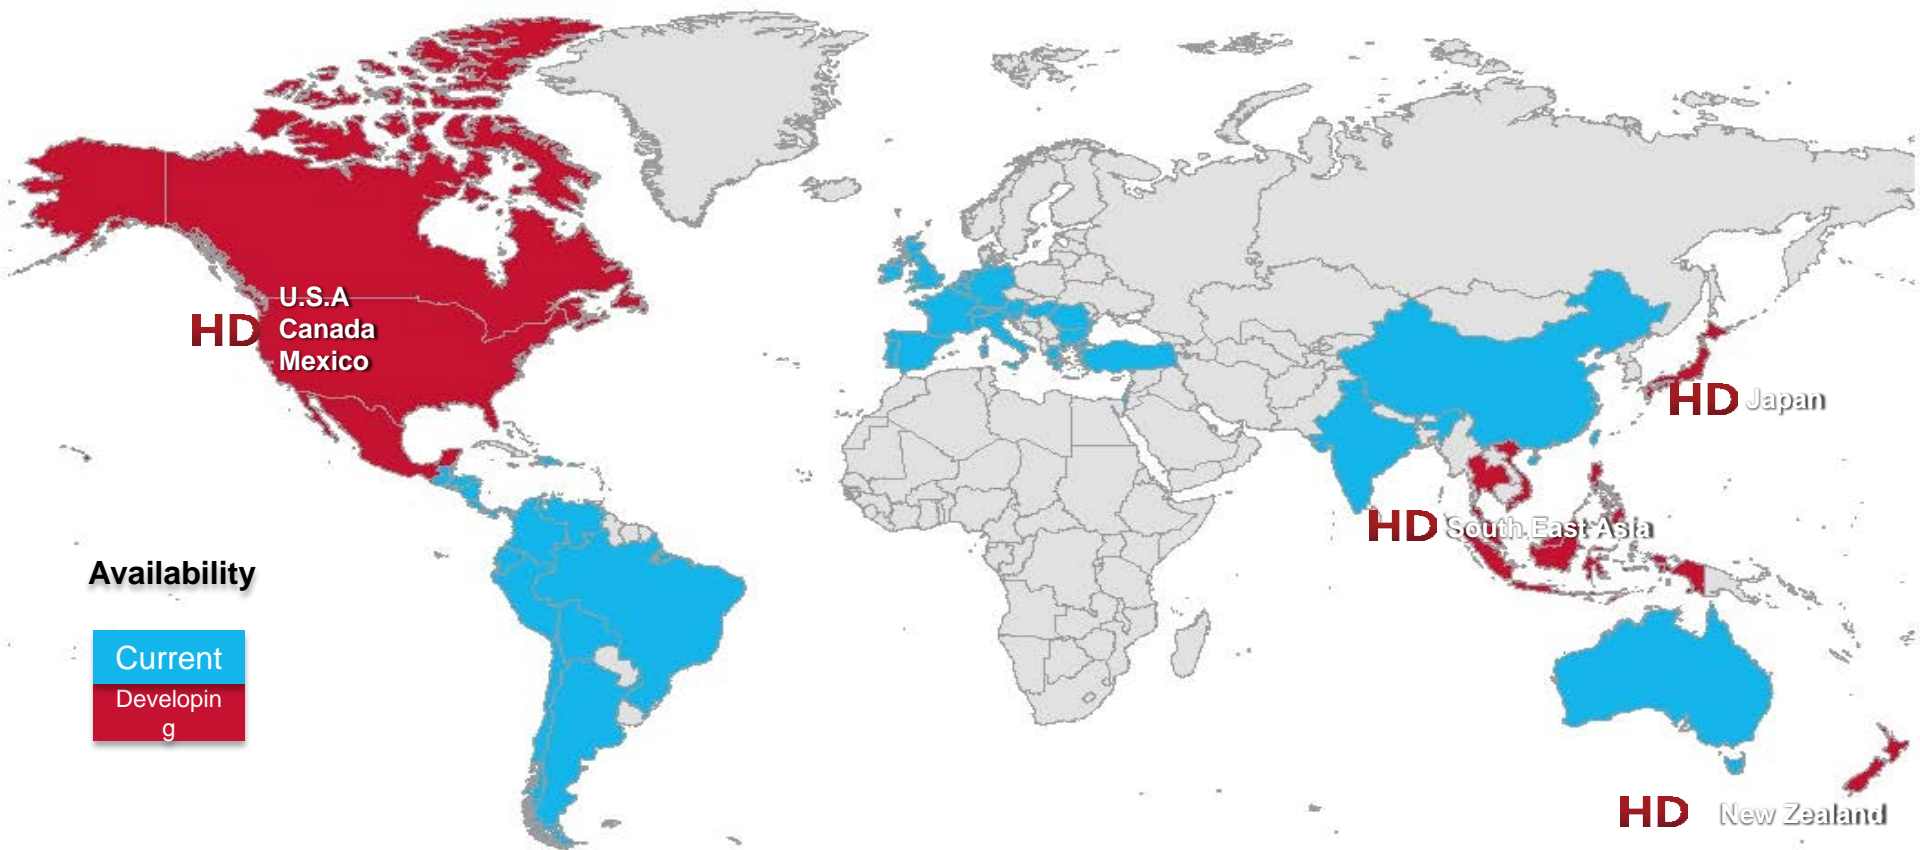 U.S.A
HD Canada
Mexico
HD Japan
HD South East Asia
Availability
Current
Developin
g
HD New Zealand